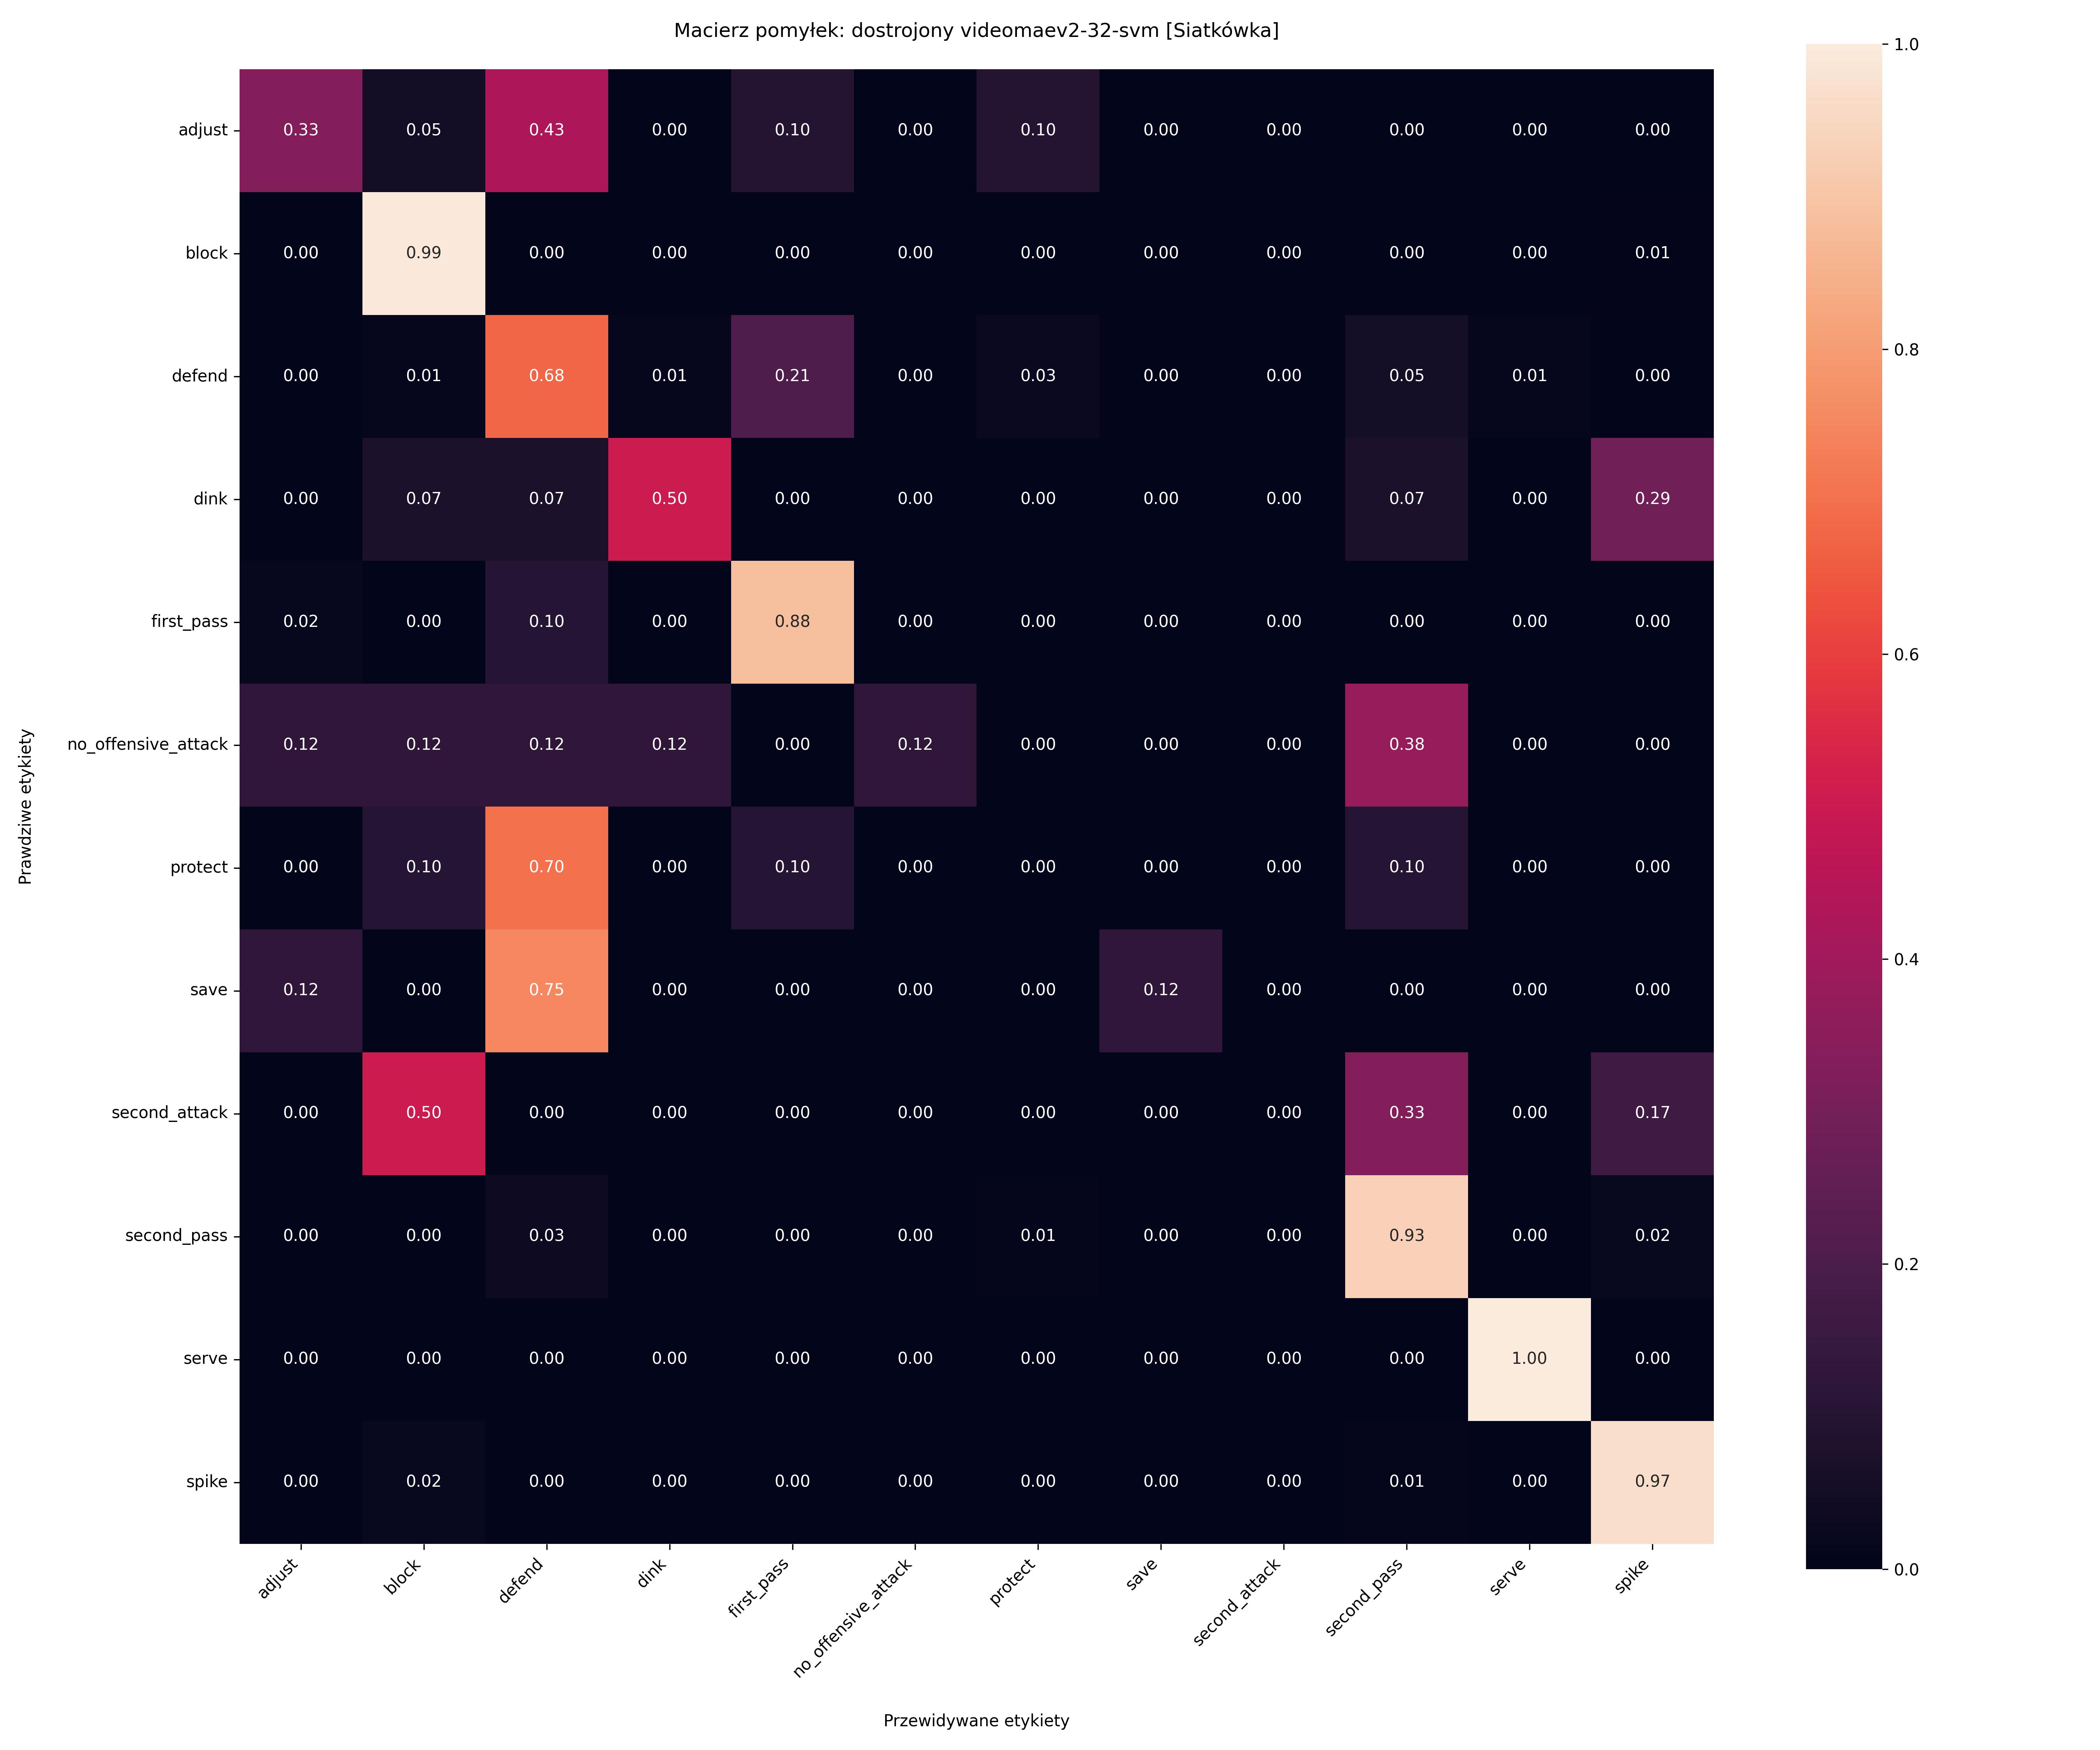 Macierz pomyłek: dostrojony videomaev2-32-svm [Siatkówka]
adjust 0.33 0.05 0.43 0.00 0.10 0.00 0.10 0.00 0.00 0.00 0.00 0.00
block 0.00 0.99 0.00 0.00 0.00 0.00 0.00 0.00 0.00 0.00 0.00 0.01
defend 0.00 0.01 0.68 0.01 0.21 0.00 0.03 0.00 0.00 0.05 0.01 0.00
dink 0.00 0.07 0.07 0.50 0.00 0.00 0.00 0.00 0.00 0.07 0.00 0.29
first_pass 0.02 0.00 0.10 0.00 0.88 0.00 0.00 0.00 0.00 0.00 0.00 0.00
no_offensive_attack 0.12 0.12 0.12 0.12 0.00 0.12 0.00 0.00 0.00 0.38 0.00 0.00
protect 0.00 0.10 0.70 0.00 0.10 0.00 0.00 0.00 0.00 0.10 0.00 0.00
save 0.12 0.00 0.75 0.00 0.00 0.00 0.00 0.12 0.00 0.00 0.00 0.00
second_attack 0.00 0.50 0.00 0.00 0.00 0.00 0.00 0.00 0.00 0.33 0.00 0.17
second_pass 0.00 0.00 0.03 0.00 0.00 0.00 0.01 0.00 0.00 0.93 0.00 0.02
serve 0.00 0.00 0.00 0.00 0.00 0.00 0.00 0.00 0.00 0.00 1.00 0.00
spike 0.00 0.02 0.00 0.00 0.00 0.00 0.00 0.00 0.00 0.01 0.00 0.97
adjust block defend dink first_pass no_offensive_attack protect save second_attack second_pass serve spike
Przewidywane etykiety
Prawdziwe etykiety
1.0
0.8
0.6
0.4
0.2
0.0